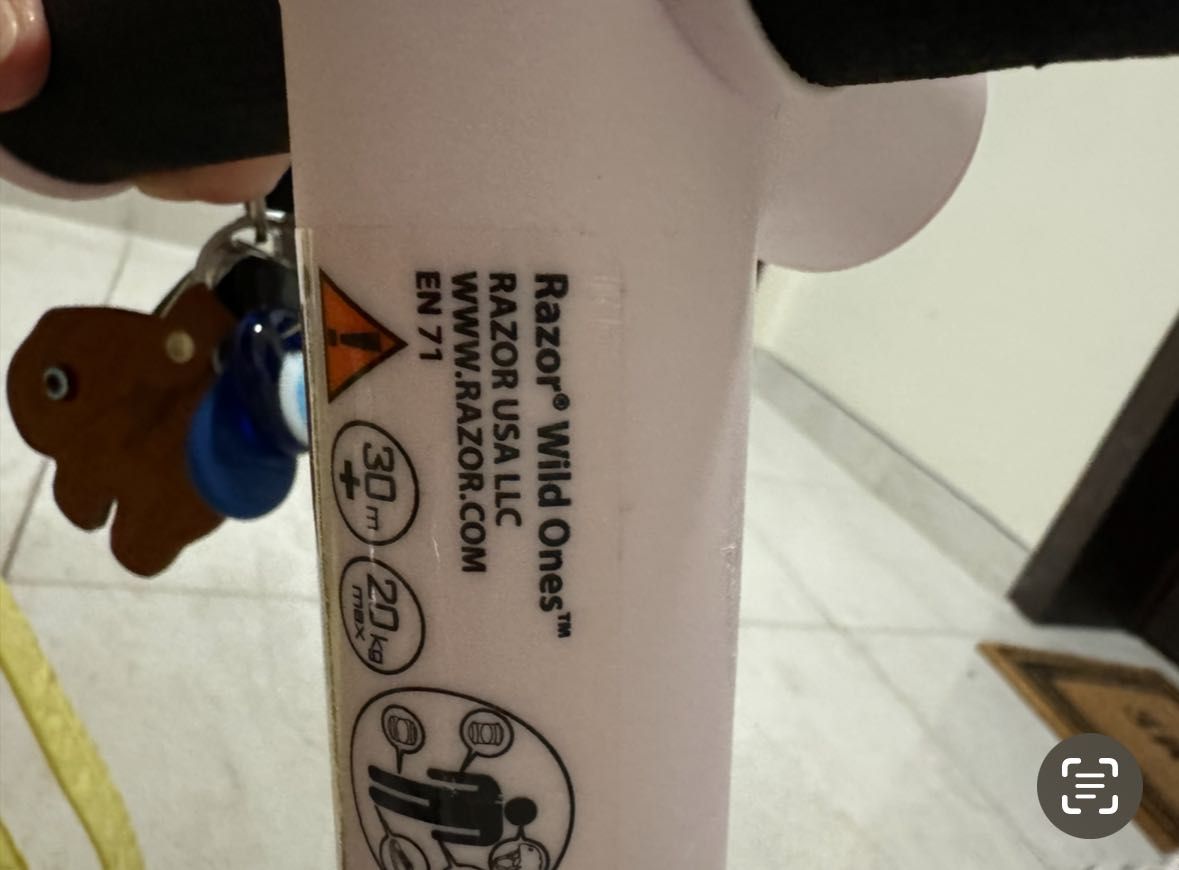 Razor® Wild Ones™
RAZOR USA LLC
WWW.RAZOR.COM
EN 71
!
30m
+
20kg
max